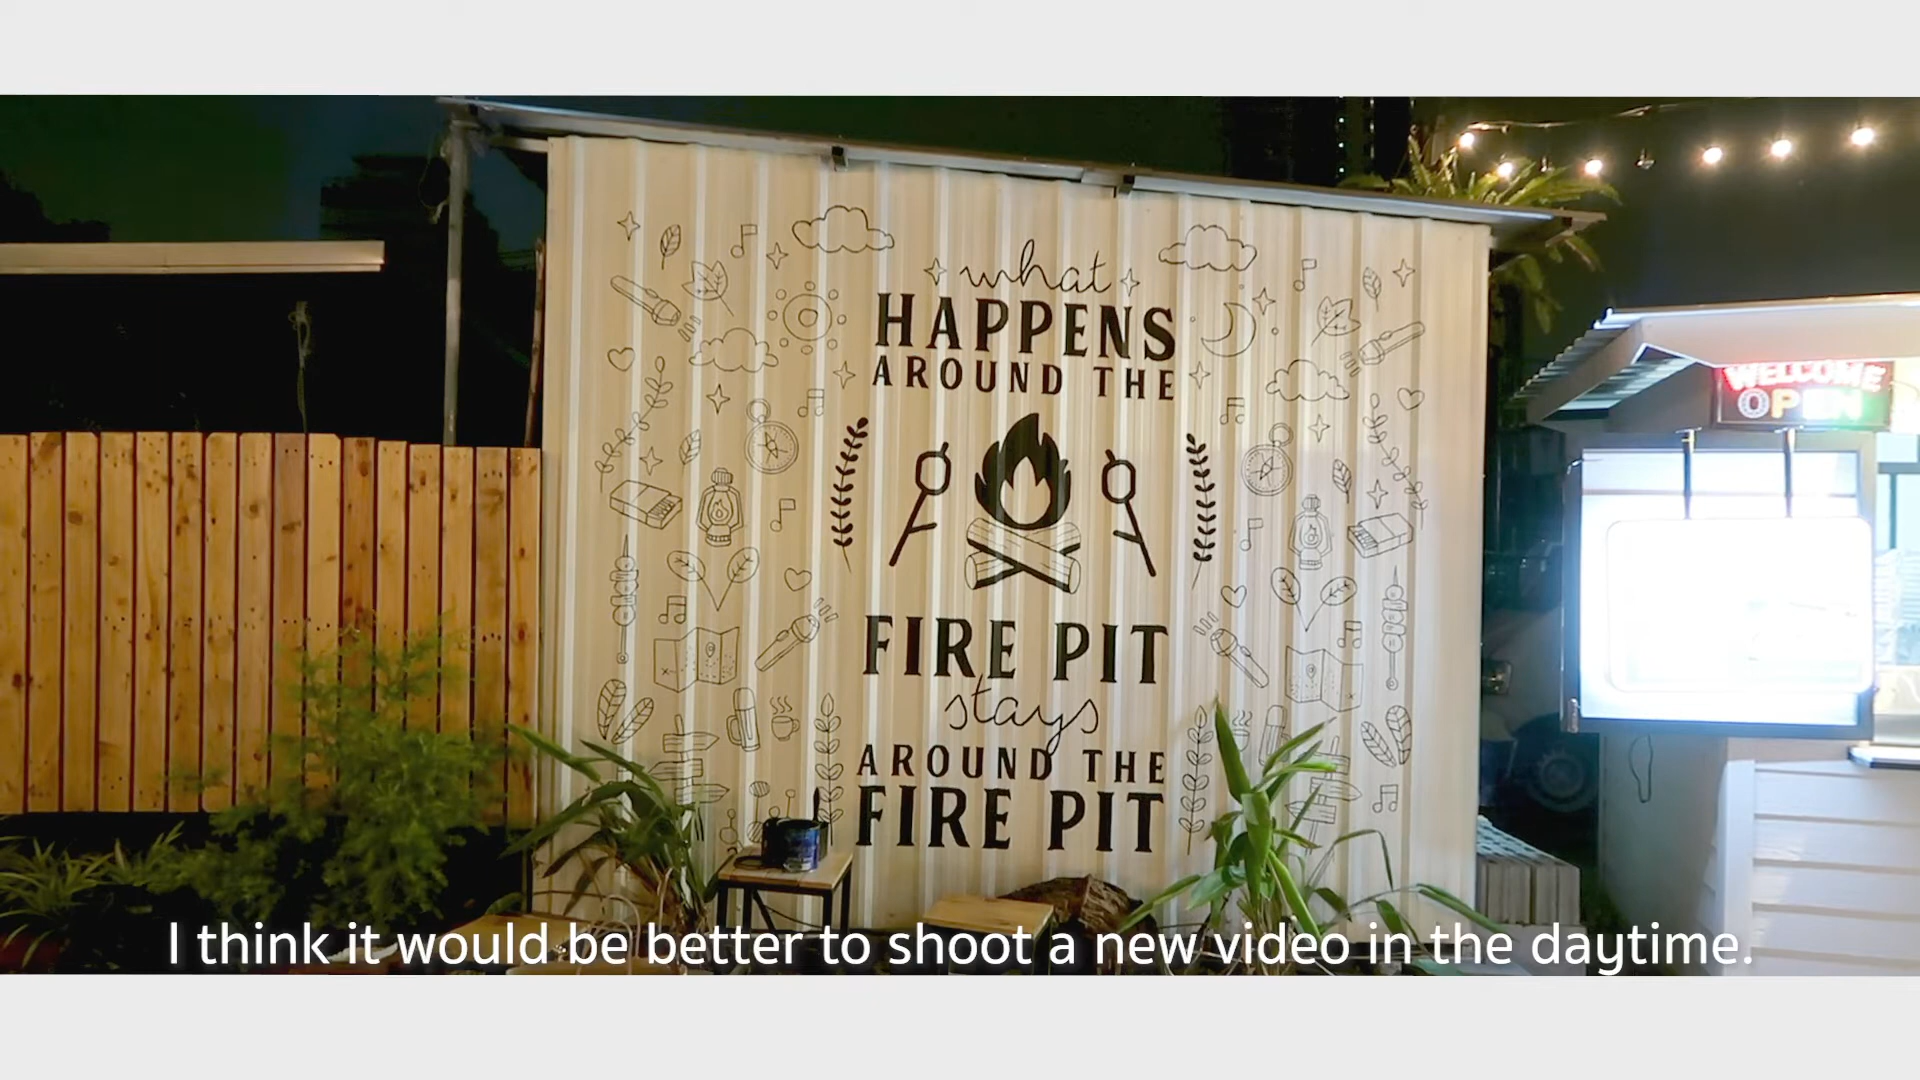 what
HAPPENS
AROUND THE
FIRE PIT
stays
AROUND THE
FIRE PIT
WELCOME
OPEN
I think it would be better to shoot a new video in the daytime.